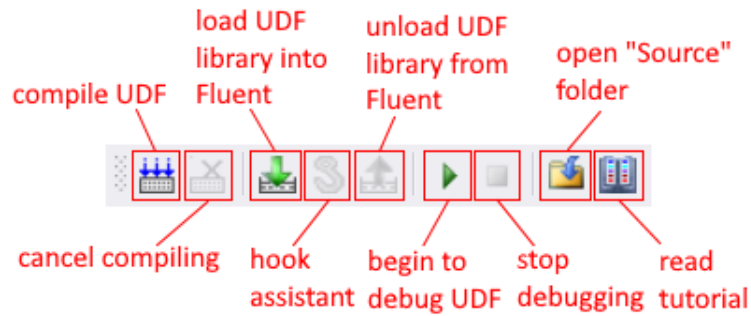 compile UDF
load UDF
library into
Fluent
unload UDF
library from
Fluent
open "Source"
folder
cancel compiling
hook
assistant
begin to
debug UDF
stop
debugging
read
tutorial